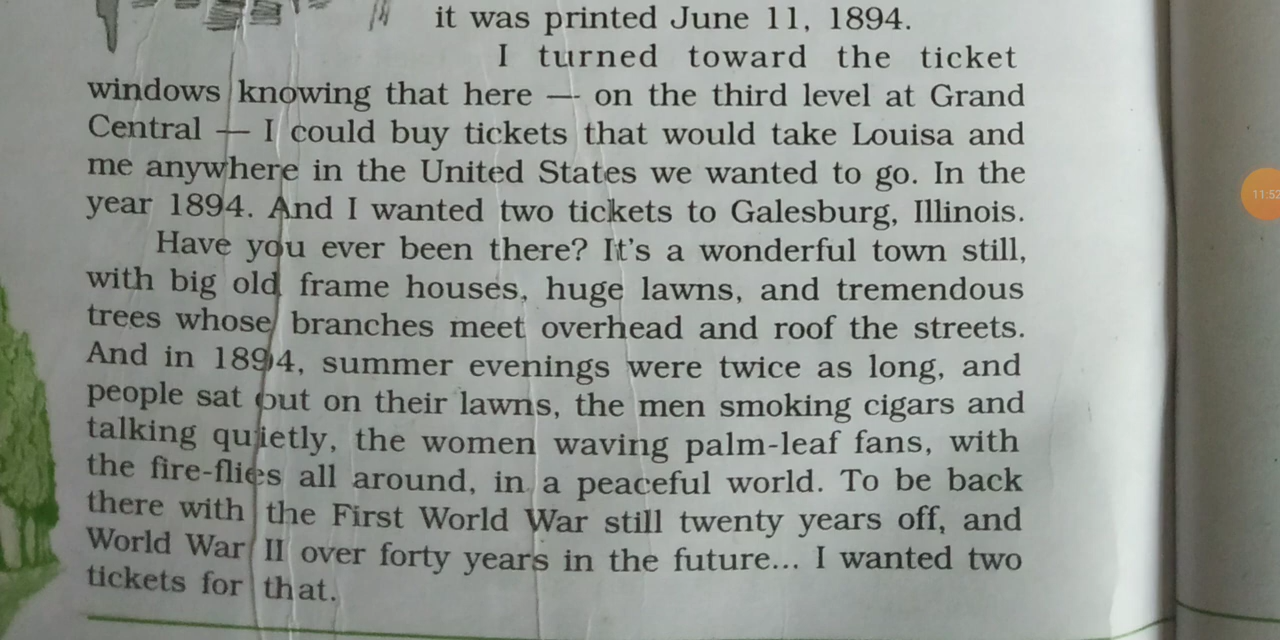 it was printed June 11, 1894.
I turned toward the ticket
windows knowing that here — on the third level at Grand
Central — I could buy tickets that would take Louisa and
me anywhere in the United States we wanted to go. In the
year 1894. And I wanted two tickets to Galesburg, Illinois.
Have you ever been there? It's a wonderful town still,
with big old frame houses, huge lawns, and tremendous
trees whose branches meet overhead and roof the streets.
And in 1894, summer evenings were twice as long, and
people sat out on their lawns, the men smoking cigars and
talking quietly, the women waving palm-leaf fans, with
the fire-flies all around, in a peaceful world. To be back
there with the First World War still twenty years off, and
World War II over forty years in the future... I wanted two
tickets for that.